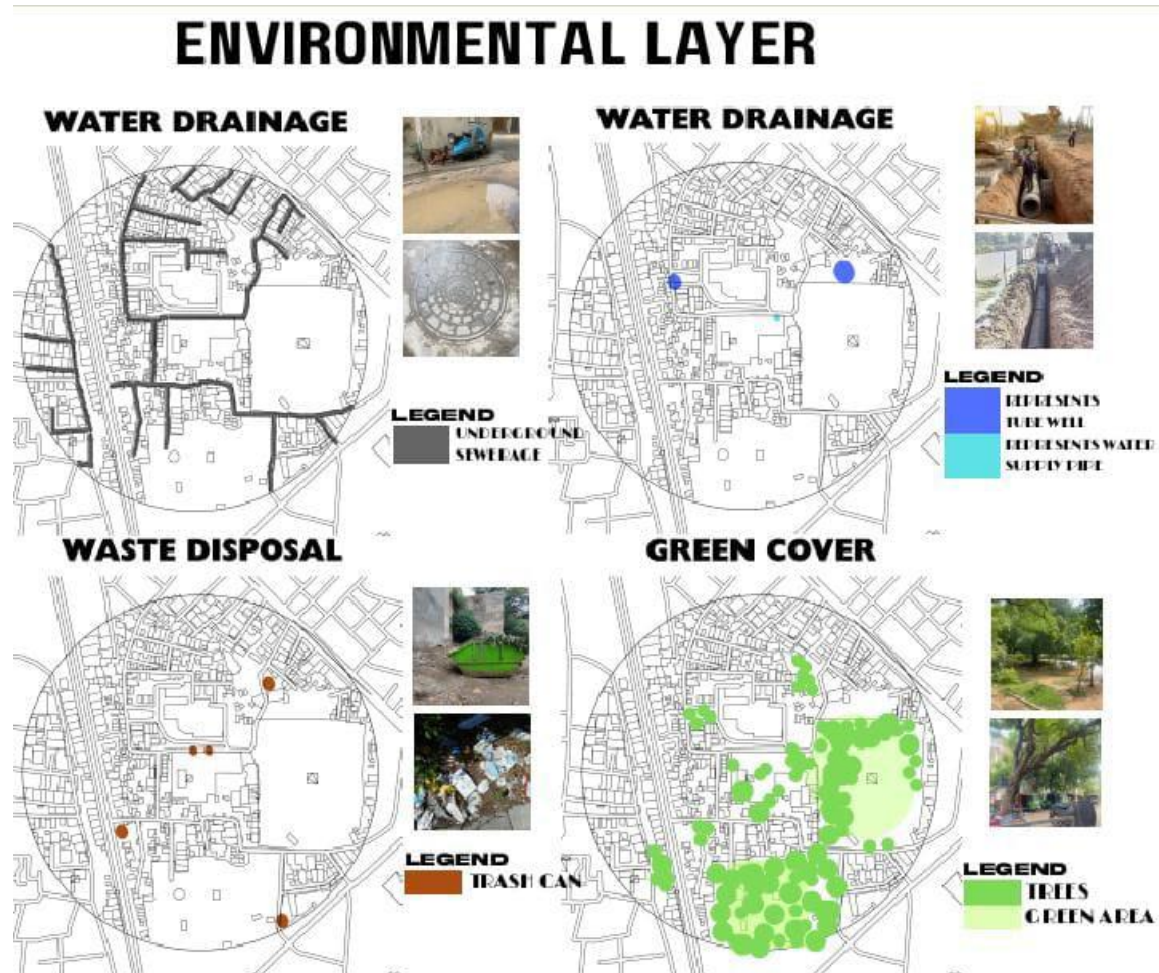 ENVIRONMENTAL LAYER
WATER DRAINAGE
LEGEND
UNDERGROUND
SEWERAGE
WATER DRAINAGE
LEGEND
REPRESENTS
TUBE WELL
REPRESENTS WATER
SUPPLY PIPE
WASTE DISPOSAL
LEGEND
TRASH CAN
GREEN COVER
LEGEND
TREES
GREEN AREA